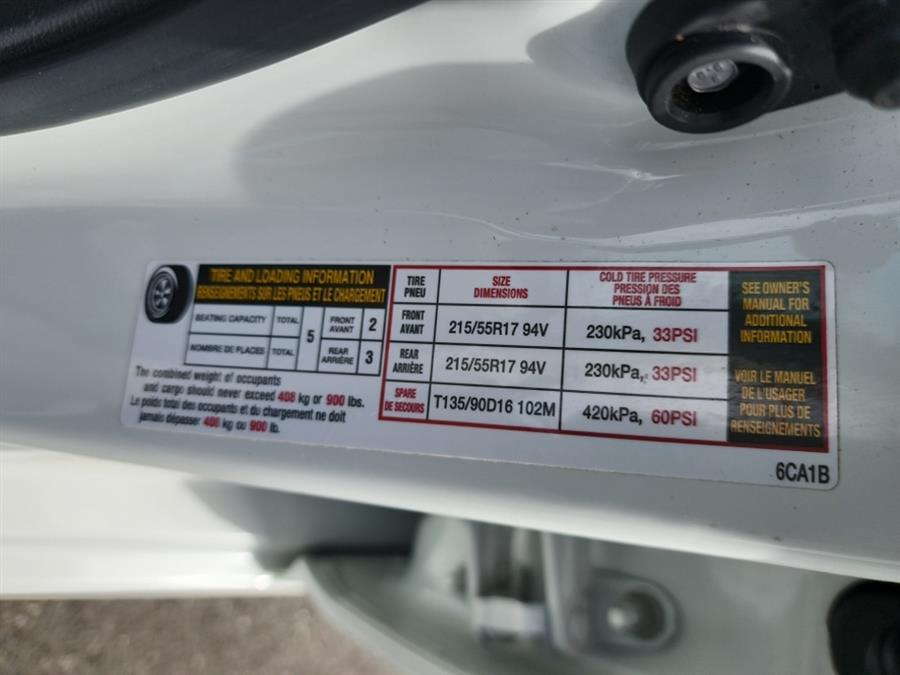 TIRE AND LOADING INFORMATION
RENSEIGNEMENTS SUR LES PNEUS ET LE CHARGEMENT
SEATING CAPACITY TOTAL 5 FRONT AVANT 2
NOMBRE DE PLACES TOTAL REAR ARRIÈRE 3
The combined weight of occupants
and cargo should never exceed 408 kg or 900 lbs.
Le poids total des occupants et du chargement ne doit
jamais dépasser 408 kg ou 900 lb.
TIRE PNEU SIZE DIMENSIONS COLD TIRE PRESSURE PRESSION DES PNEUS À FROID
FRONT AVANT 215/55R17 94V 230kPa, 33PSI
REAR ARRIÈRE 215/55R17 94V 230kPa, 33PSI
SPARE DE SECOURS T135/90D16 102M 420kPa, 60PSI
SEE OWNER'S
MANUAL FOR
ADDITIONAL
INFORMATION
VOIR LE MANUEL
DE L'USAGER
POUR PLUS DE
RENSEIGNEMENTS
6CA1B